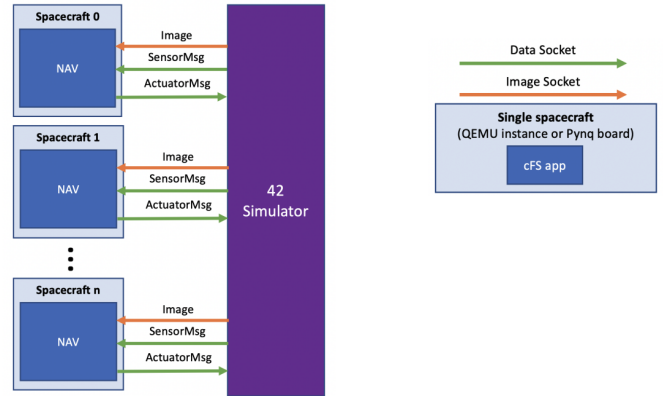 Spacecraft 0
NAV
Image
SensorMsg
ActuatorMsg
Spacecraft 1
NAV
Image
SensorMsg
ActuatorMsg
Spacecraft n
NAV
Image
SensorMsg
ActuatorMsg
42
Simulator
Data Socket
Image Socket
Single spacecraft
(QEMU instance or Pynq board)
cFS app